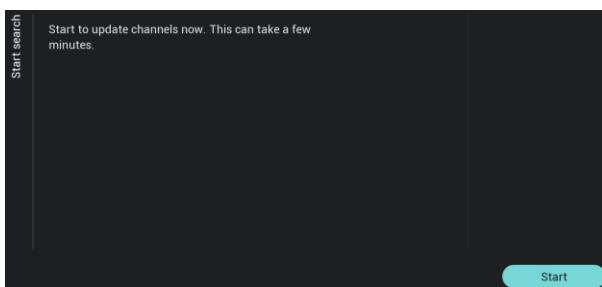 Start search
Start to update channels now. This can take a few
minutes.
Start